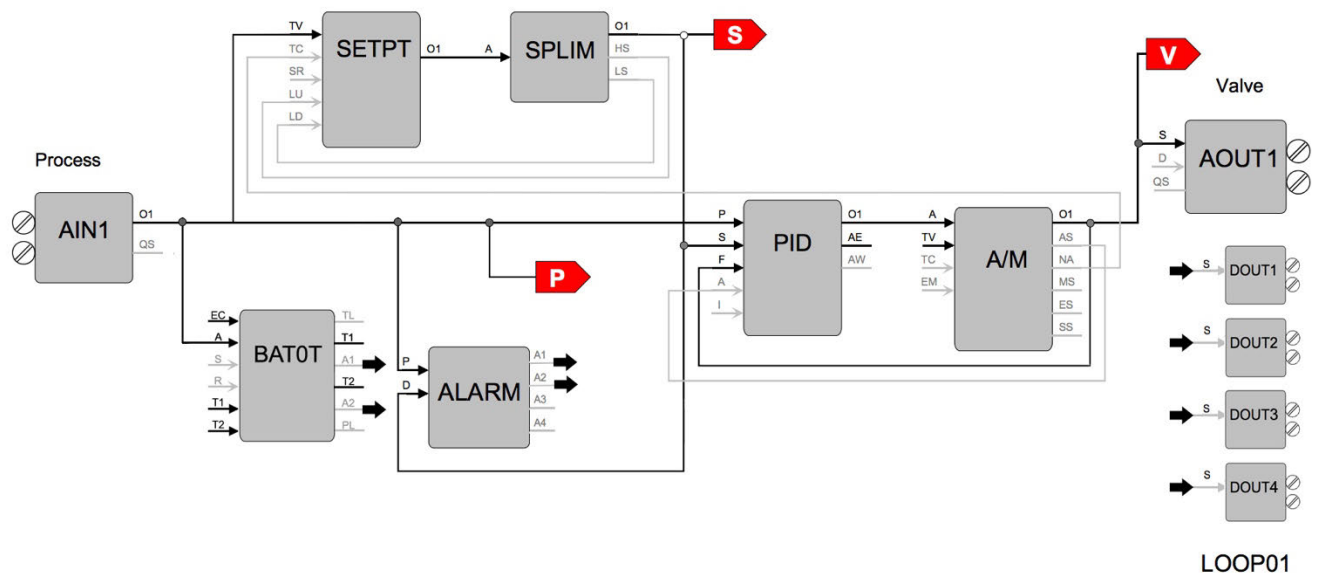 TV
TC
SR
LU
LD
SETPT
O1
A
SPLIM
O1
HS
LS
S
V
Valve
S
D
QS
AOUT1
Process
AIN1
O1
QS
P
P
S
F
A
I
PID
O1
AE
AW
A
TV
TC
EM
A/M
O1
AS
NA
MS
ES
SS
EC
A
S
R
T1
T2
BAT0T
TL
T1
A1
T2
A2
PL
P
D
ALARM
A1
A2
A3
A4
S DOUT1
S DOUT2
S DOUT3
S DOUT4
LOOP01